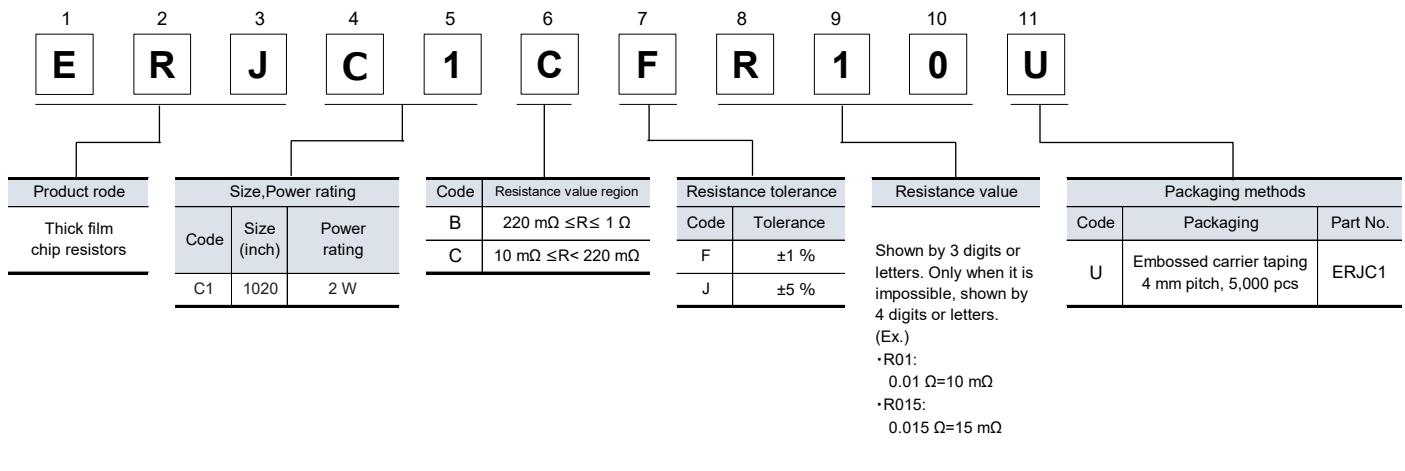 1 2 3 4 5 6 7 8 9 10 11
E R J C 1 C F R 1 0 U
Product rode
Thick film
chip resistors
Size,Power rating
Code Size (inch) Power rating
C1 1020 2 W
Code Resistance value region
B 220 mΩ ≤R≤ 1 Ω
C 10 mΩ ≤R< 220 mΩ
Resistance tolerance
Code Tolerance
F ±1 %
J ±5 %
Resistance value
Shown by 3 digits or
letters. Only when it is
impossible, shown by
4 digits or letters.
(Ex.)
・R01:
0.01 Ω=10 mΩ
・R015:
0.015 Ω=15 mΩ
Packaging methods
Code Packaging Part No.
U Embossed carrier taping
4 mm pitch, 5,000 pcs
ERJC1